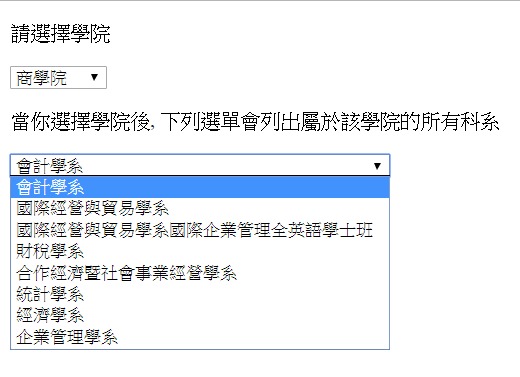 請選擇學院
商學院
當你選擇學院後, 下列選單會列出屬於該學院的所有科系
會計學系
會計學系
國際經營與貿易學系
國際經營與貿易學系國際企業管理全英語學士班
財稅學系
合作經濟暨社會事業經營學系
統計學系
經濟學系
企業管理學系